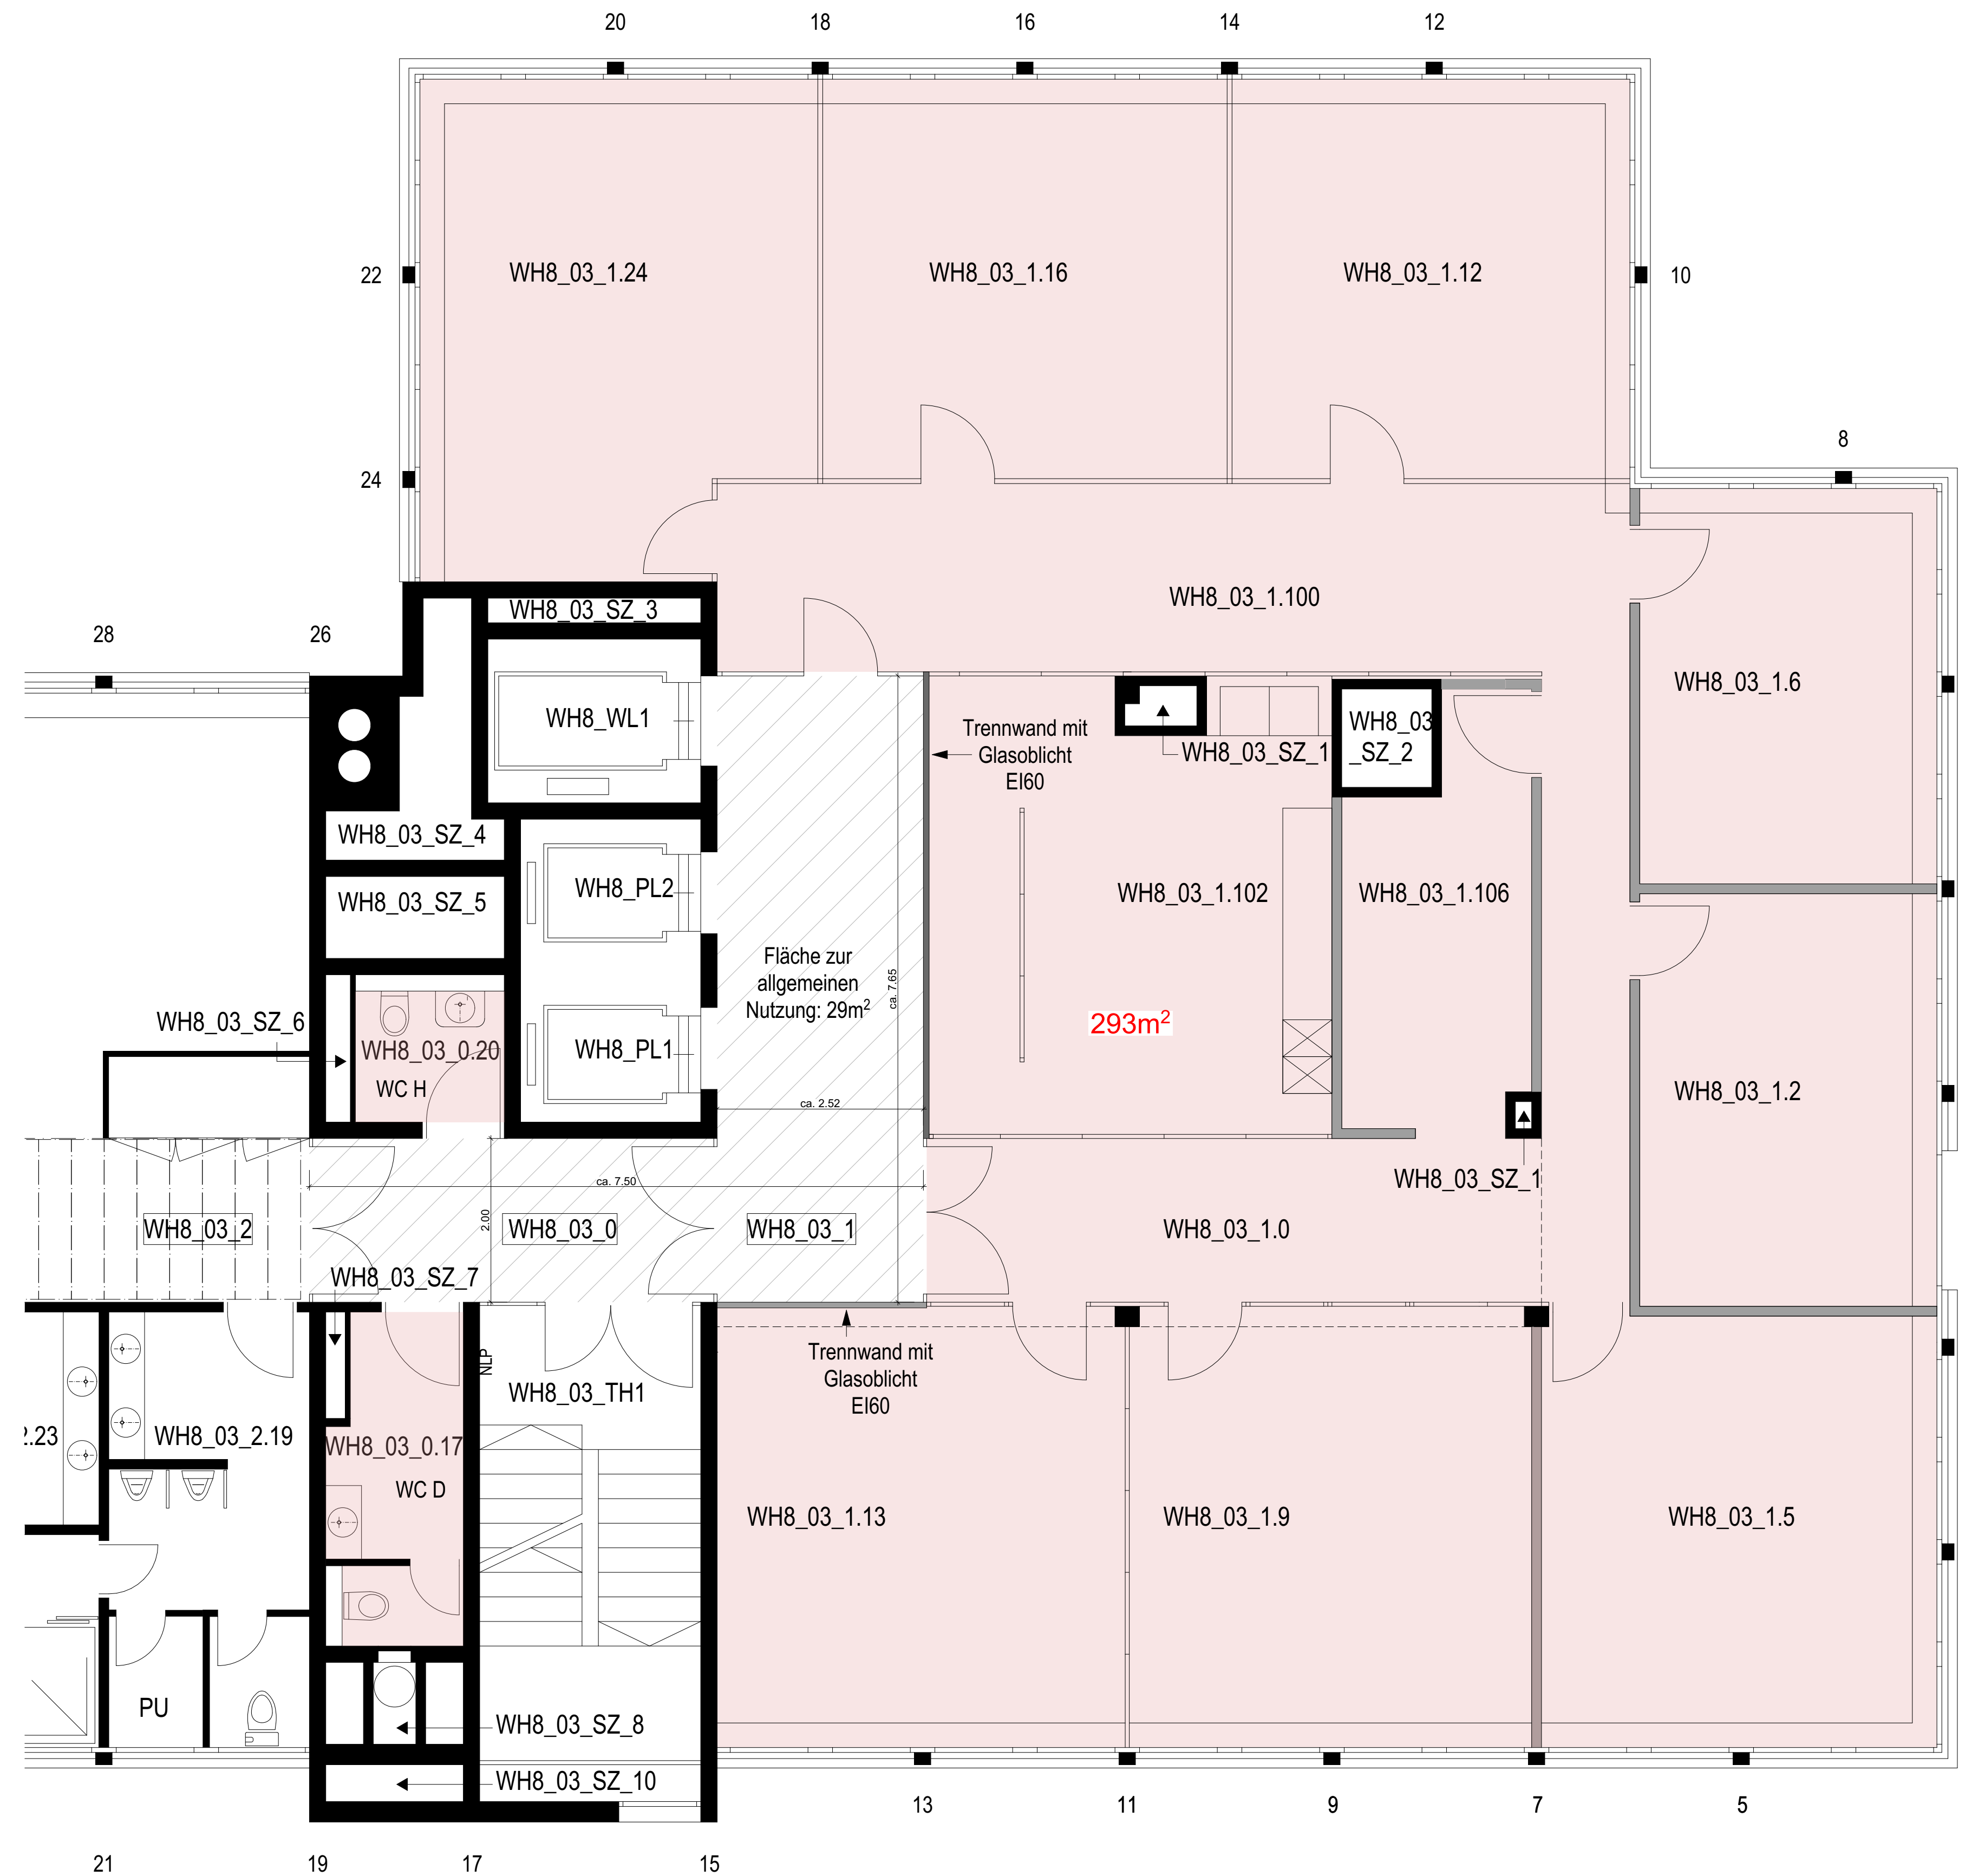 20
18
16
14
12
22
WH8_03_1.24
WH8_03_1.16
WH8_03_1.12
10
8
24
28
26
WH8_03_SZ_3
WH8_03_1.100
WH8_WL1
Trennwand mit
Glasoblicht
EI60
WH8_03_SZ_1
WH8_03
_SZ_2
WH8_03_1.6
WH8_03_SZ_4
WH8_03_SZ_5
WH8_PL2
WH8_03_1.102
WH8_03_1.106
Fläche zur
allgemeinen
Nutzung: 29m²
ca. 7.65
293m²
WH8_03_SZ_6
WH8_03_0.20
WC H
WH8_PL1
ca. 2.52
WH8_03_1.2
ca. 7.50
2.00
WH8_03_SZ_1
WH8_03_2
WH8_03_0
WH8_03_1
WH8_03_1.0
WH8_03_SZ_7
NLP
WH8_03_TH1
Trennwand mit
Glasoblicht
EI60
2.23
WH8_03_2.19
WH8_03_0.17
WC D
WH8_03_1.13
WH8_03_1.9
WH8_03_1.5
PU
WH8_03_SZ_8
WH8_03_SZ_10
13
11
9
7
5
21
19
17
15